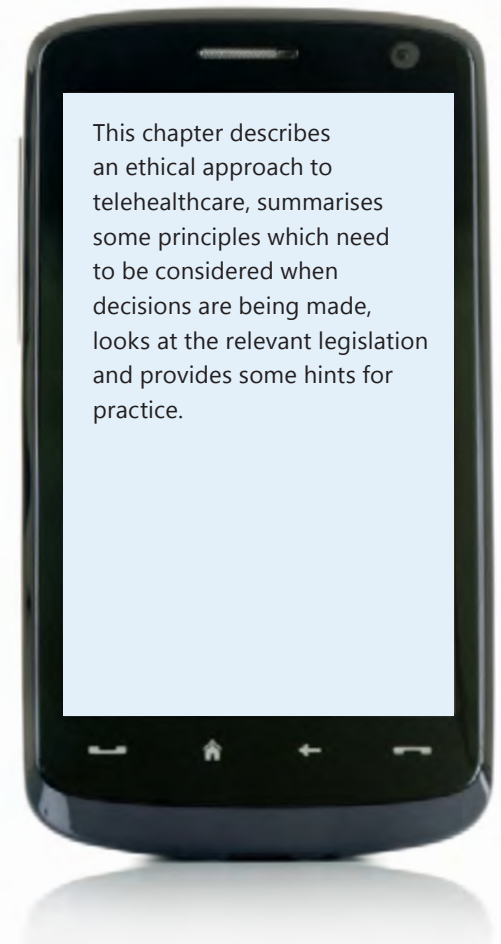 This chapter describes
an ethical approach to
telehealthcare, summarises
some principles which need
to be considered when
decisions are being made,
looks at the relevant legislation
and provides some hints for
practice.